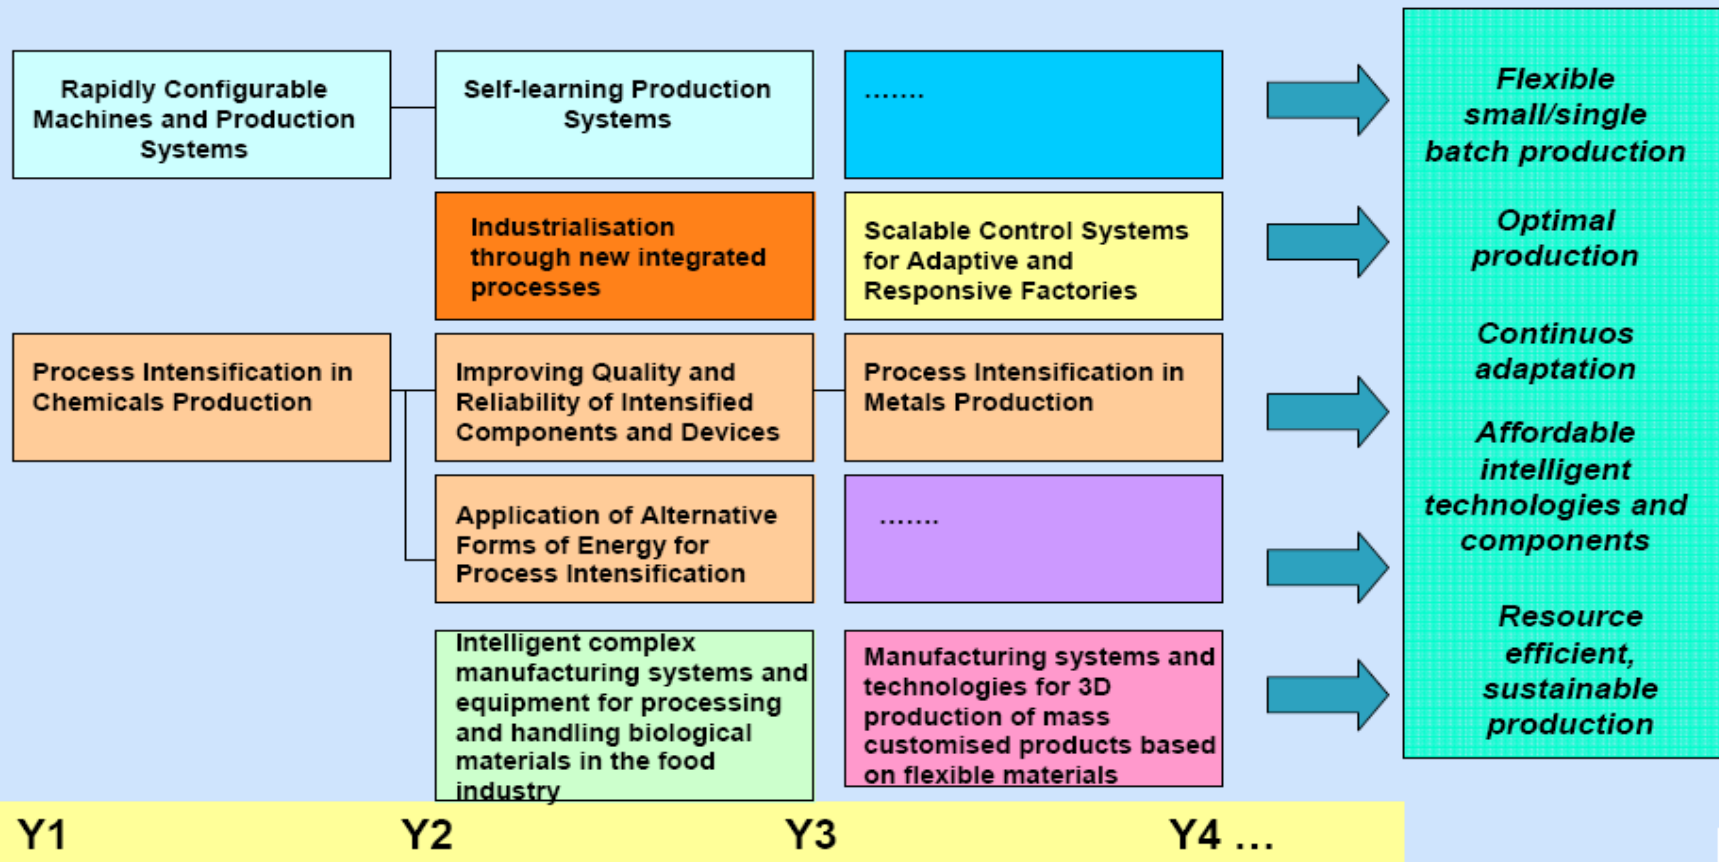 Rapidly Configurable
Machines and Production
Systems
Self-learning Production
Systems
.......
Industrialisation
through new integrated
processes
Scalable Control Systems
for Adaptive and
Responsive Factories
Process Intensification in
Chemicals Production
Improving Quality and
Reliability of Intensified
Components and Devices
Process Intensification in
Metals Production
Application of Alternative
Forms of Energy for
Process Intensification
.......
Intelligent complex
manufacturing systems and
equipment for processing
and handling biological
materials in the food
industry
Manufacturing systems and
technologies for 3D
production of mass
customised products based
on flexible materials
Flexible
small/single
batch production
Optimal
production
Continuos
adaptation
Affordable
intelligent
technologies and
components
Resource
efficient,
sustainable
production
Y1 Y2 Y3 Y4 ...